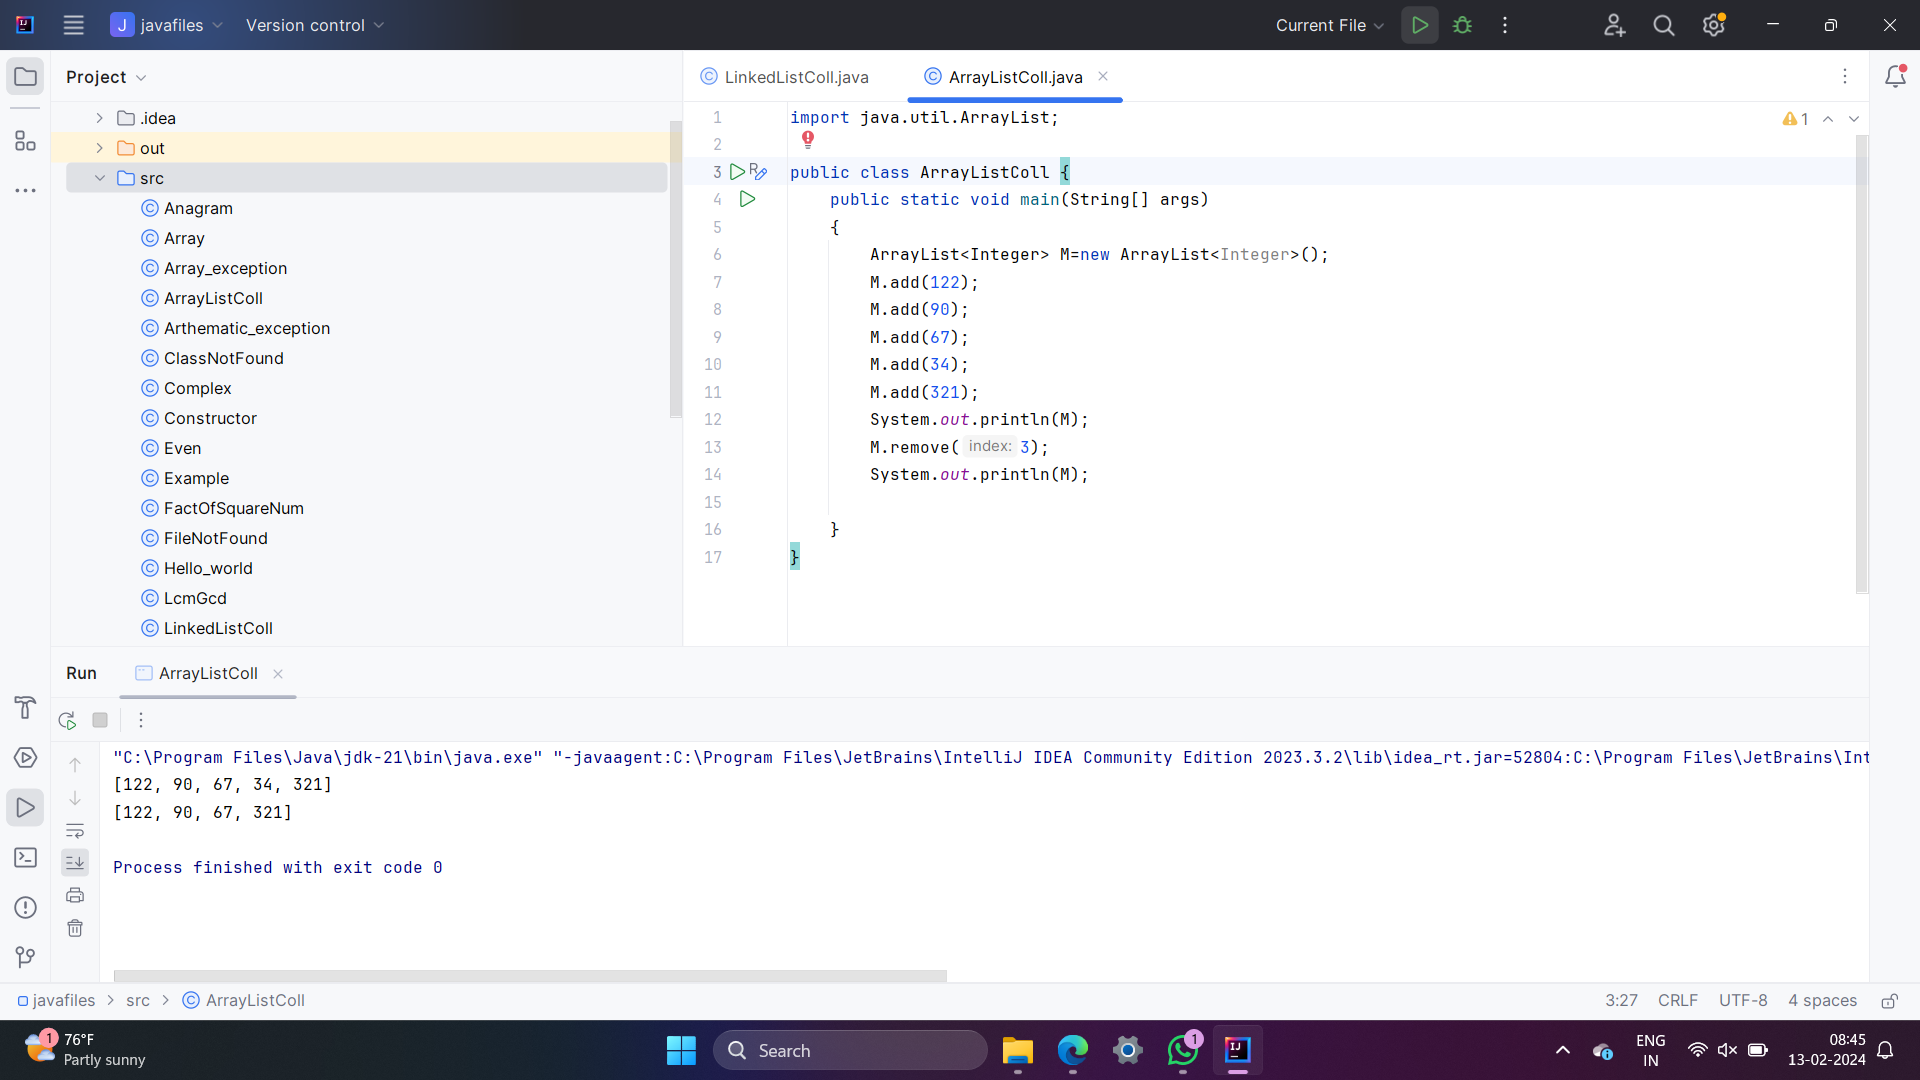 J javafiles Version control Current File
Project
.idea
out
src
Anagram
Array
Array_exception
ArrayListColl
Arthematic_exception
ClassNotFound
Complex
Constructor
Even
Example
FactOfSquareNum
FileNotFound
Hello_world
LcmGcd
LinkedListColl
LinkedListColl.java ArrayListColl.java
1 import java.util.ArrayList; 1
2
3 public class ArrayListColl {
4 public static void main(String[] args)
5 {
6 ArrayList<Integer> M=new ArrayList<Integer>();
7 M.add(122);
8 M.add(90);
9 M.add(67);
10 M.add(34);
11 M.add(321);
12 System.out.println(M);
13 M.remove( index: 3);
14 System.out.println(M);
15
16 }
17 }
Run ArrayListColl
"C:\Program Files\Java\jdk-21\bin\java.exe" "-javaagent:C:\Program Files\JetBrains\IntelliJ IDEA Community Edition 2023.3.2\lib\idea_rt.jar=52804:C:\Program Files\JetBrains\Int
[122, 90, 67, 34, 321]
[122, 90, 67, 321]
Process finished with exit code 0
javafiles > src > ArrayListColl 3:27 CRLF UTF-8 4 spaces
1 76°F
Partly sunny
Search
1
IJ
ENG
IN
08:45
13-02-2024